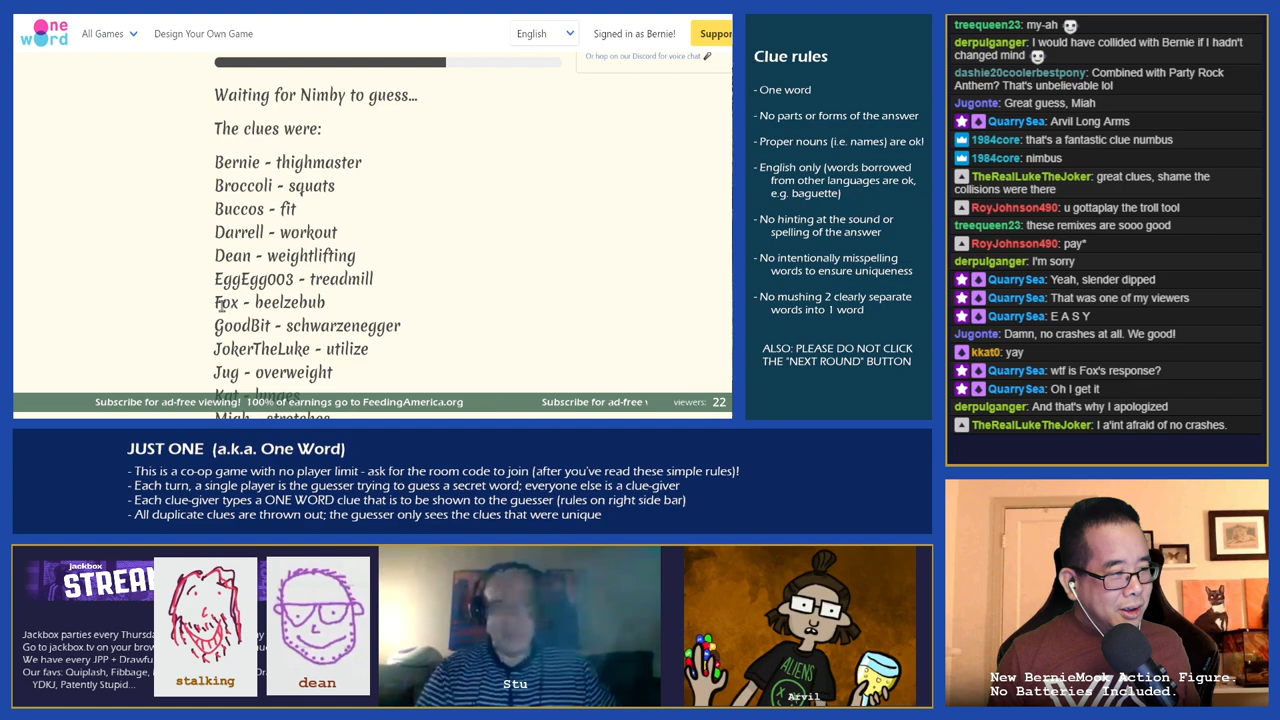 one word
All Games
Design Your Own Game
English
Signed in as Bernie!
Suppor
Or hop on our Discord for voice chat
Waiting for Nimby to guess...
The clues were:
Bernie - thighmaster
Broccoli - squats
Buccos - fit
Darrell - workout
Dean - weightlifting
EggEgg003 - treadmill
Fox - beelzebub
GoodBit - schwarzenegger
JokerTheLuke - utilize
Jug - overweight
Kat - lunges
Miah - stretches
Subscribe for ad-free viewing! 100% of earnings go to FeedingAmerica.org
Subscribe for ad-free v
viewers: 22
Clue rules
- One word
- No parts or forms of the answer
- Proper nouns (i.e. names) are ok!
- English only (words borrowed
from other languages are ok,
e.g. baguette)
- No hinting at the sound or
spelling of the answer
- No intentionally misspelling
words to ensure uniqueness
- No mushing 2 clearly separate
words into 1 word
ALSO: PLEASE DO NOT CLICK
THE "NEXT ROUND" BUTTON
treequeen23: my-ah
derpulganger: I would have collided with Bernie if I hadn't
changed mind
dashie20coolerbestpony: Combined with Party Rock
Anthem? That's unbelievable lol
Jugonte: Great guess, Miah
QuarrySea: Arvil Long Arms
1984core: that's a fantastic clue numbus
1984core: nimbus
TheRealLukeTheJoker: great clues, shame the
collisions were there
RoyJohnson490: u gottaplay the troll tool
treequeen23: these remixes are sooo good
RoyJohnson490: pay*
derpulganger: I'm sorry
QuarrySea: Yeah, slender dipped
QuarrySea: That was one of my viewers
QuarrySea: E A S Y
Jugonte: Damn, no crashes at all. We good!
kkat0: yay
QuarrySea: wtf is Fox's response?
QuarrySea: Oh I get it
derpulganger: And that's why I apologized
TheRealLukeTheJoker: I a'int afraid of no crashes.
JUST ONE (a.k.a. One Word)
- This is a co-op game with no player limit - ask for the room code to join (after you've read these simple rules)!
- Each turn, a single player is the guesser trying to guess a secret word; everyone else is a clue-giver
- Each clue-giver types a ONE WORD clue that is to be shown to the guesser (rules on right side bar)
- All duplicate clues are thrown out; the guesser only sees the clues that were unique
jackbox
STREA
Jackbox parties every Thursda
Go to jackbox.tv on your brow
We have every JPP + Drawfu
Our favs: Quiplash, Fibbage,
YDKJ, Patently Stupid...
stalking
dean
Stu
ALIENS
Arvil
New BernieMock Action Figure.
No Batteries Included.